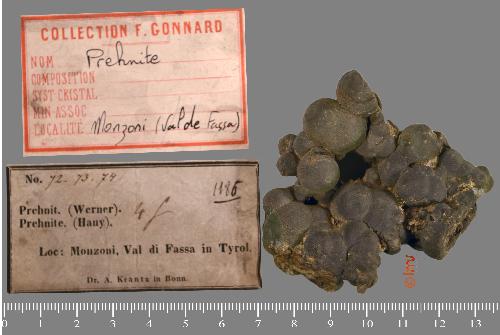 COLLECTION F. GONNARD
NOM Prehnite
COMPOSITION
SYST. CRISTAL
MIN ASSOC
LOCALITÉ Monzoni (Val de Fassa)
No. 72-73-74
1186
Prehnit. (Werner).
Prehnite. (Hauy).
Loc: Monzoni, Val di Fassa in Tyrol.
Dr. A. Krantz in Bonn.
0 1 2 3 4 5 6 7 8 9 10 11 12 13